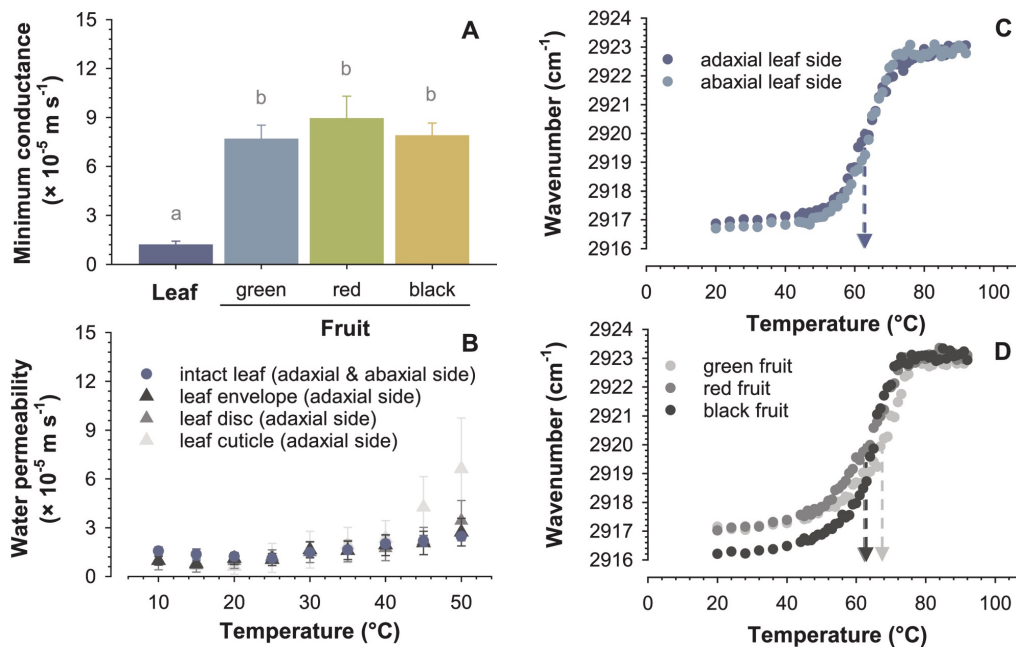 A
Minimum conductance
(× 10⁻⁵ m s⁻¹)
15
12
9
6
3
0
a
b
b
b
Leaf
green
red
black
Fruit
B
Water permeability
(× 10⁻⁵ m s⁻¹)
15
12
9
6
3
0
intact leaf (adaxial & abaxial side)
leaf envelope (adaxial side)
leaf disc (adaxial side)
leaf cuticle (adaxial side)
10 20 30 40 50
Temperature (°C)
C
Wavenumber (cm⁻¹)
2924
2923
2922
2921
2920
2919
2918
2917
2916
adaxial leaf side
abaxial leaf side
0 20 40 60 80 100
Temperature (°C)
D
Wavenumber (cm⁻¹)
2924
2923
2922
2921
2920
2919
2918
2917
2916
green fruit
red fruit
black fruit
0 20 40 60 80 100
Temperature (°C)